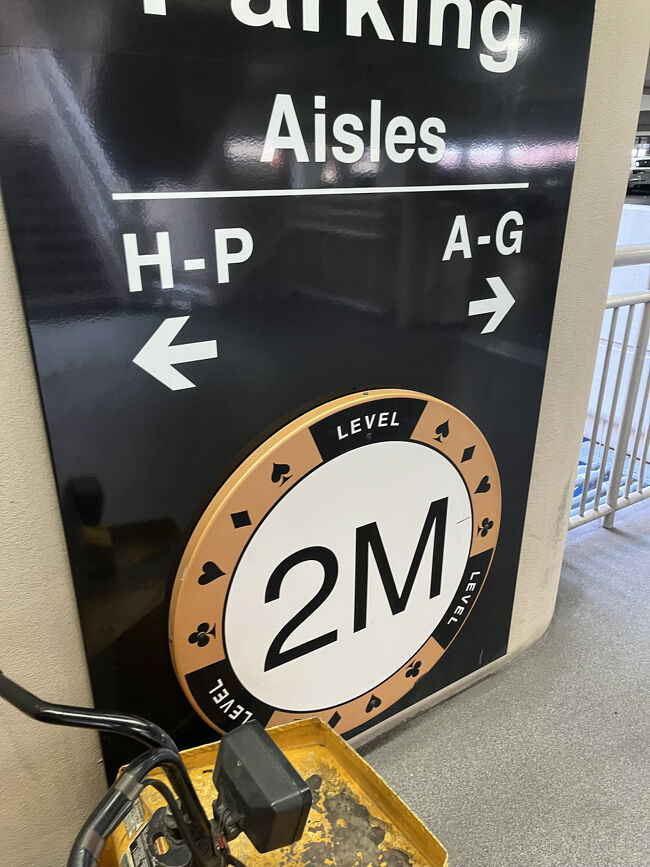 Parking
Aisles
H-P A-G
LEVEL
2M
LEVEL
LEVEL